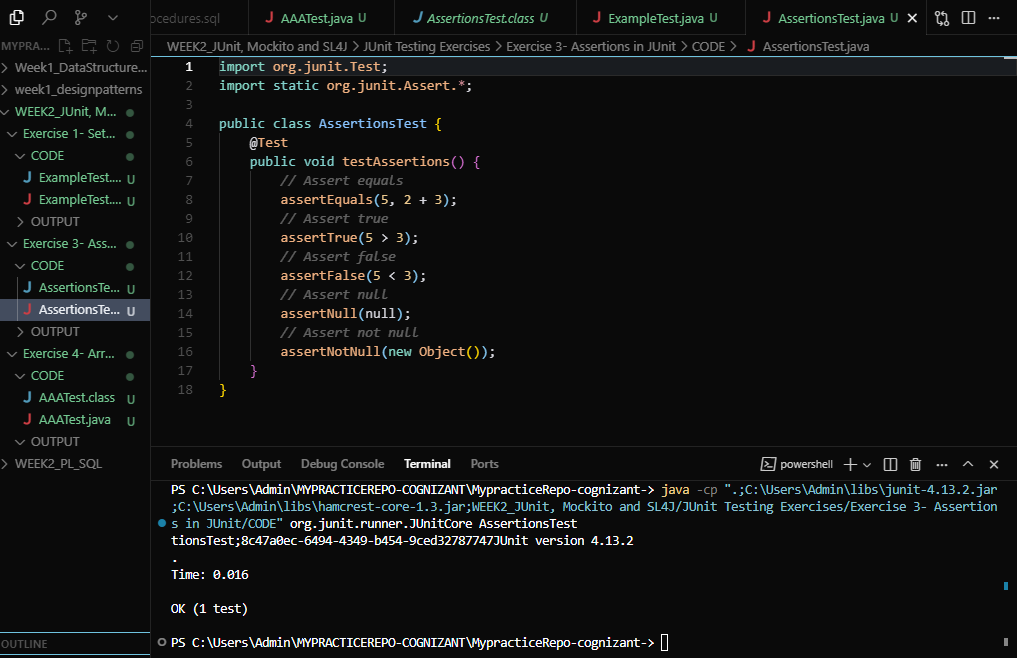 ocedures.sql
AAATest.java U
AssertionsTest.class U
ExampleTest.java U
AssertionsTest.java U
MYPRA...
WEEK2_JUnit, Mockito and SL4J > JUnit Testing Exercises > Exercise 3- Assertions in JUnit > CODE > AssertionsTest.java
Week1_DataStructure...
week1_designpatterns
WEEK2_JUnit, M...
Exercise 1- Set...
CODE
ExampleTest.... U
ExampleTest.... U
OUTPUT
Exercise 3- Ass...
CODE
AssertionsTe... U
AssertionsTe... U
OUTPUT
Exercise 4- Arr...
CODE
AAATest.class U
AAATest.java U
OUTPUT
WEEK2_PL_SQL
OUTLINE
1 import org.junit.Test;
2 import static org.junit.Assert.*;
3
4 public class AssertionsTest {
5 @Test
6 public void testAssertions() {
7 // Assert equals
8 assertEquals(5, 2 + 3);
9 // Assert true
10 assertTrue(5 > 3);
11 // Assert false
12 assertFalse(5 < 3);
13 // Assert null
14 assertNull(null);
15 // Assert not null
16 assertNotNull(new Object());
17 }
18 }
Problems Output Debug Console Terminal Ports
powershell
PS C:\Users\Admin\MYPRACTICEREPO-COGNIZANT\MypracticeRepo-cognizant-> java -cp ".;C:\Users\Admin\libs\junit-4.13.2.jar
;C:\Users\Admin\libs\hamcrest-core-1.3.jar;WEEK2_JUnit, Mockito and SL4J/JUnit Testing Exercises/Exercise 3- Assertion
s in JUnit/CODE" org.junit.runner.JUnitCore AssertionsTest
tionsTest;8c47a0ec-6494-4349-b454-9ced32787747JUnit version 4.13.2
.
Time: 0.016
OK (1 test)
PS C:\Users\Admin\MYPRACTICEREPO-COGNIZANT\MypracticeRepo-cognizant->